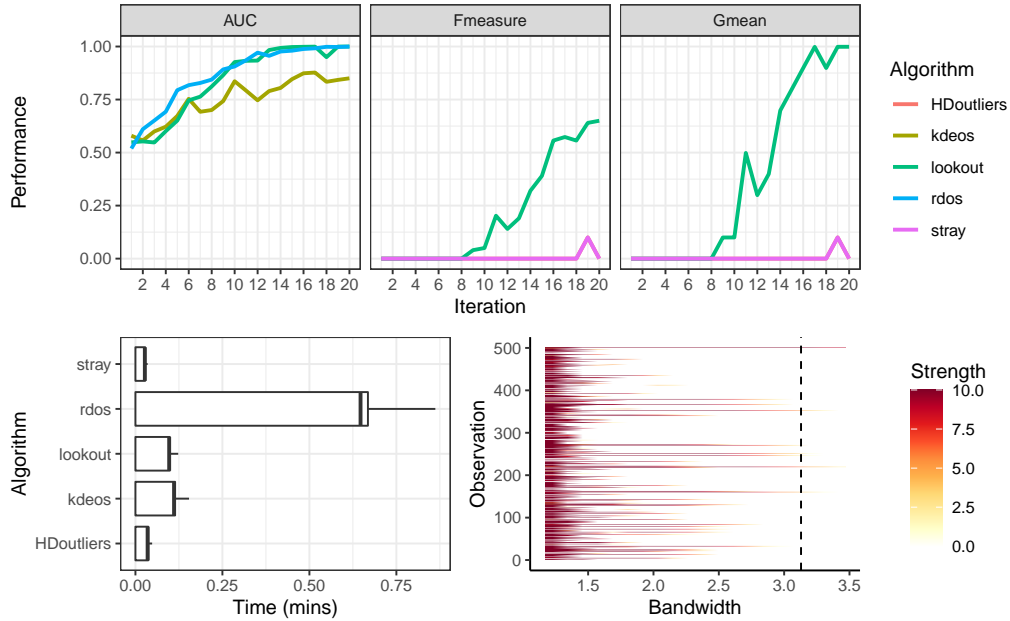 AUC Fmeasure Gmean
Performance
1.00
0.75
0.50
0.25
0.00
2 4 6 8 10 12 14 16 18 20 2 4 6 8 10 12 14 16 18 20 2 4 6 8 10 12 14 16 18 20
Iteration
Algorithm
HDoutliers
kdeos
lookout
rdos
stray
Algorithm
stray
rdos
lookout
kdeos
HDoutliers
0.00 0.25 0.50 0.75
Time (mins)
Observation
500
400
300
200
100
0
1.5 2.0 2.5 3.0 3.5
Bandwidth
Strength
10.0
7.5
5.0
2.5
0.0